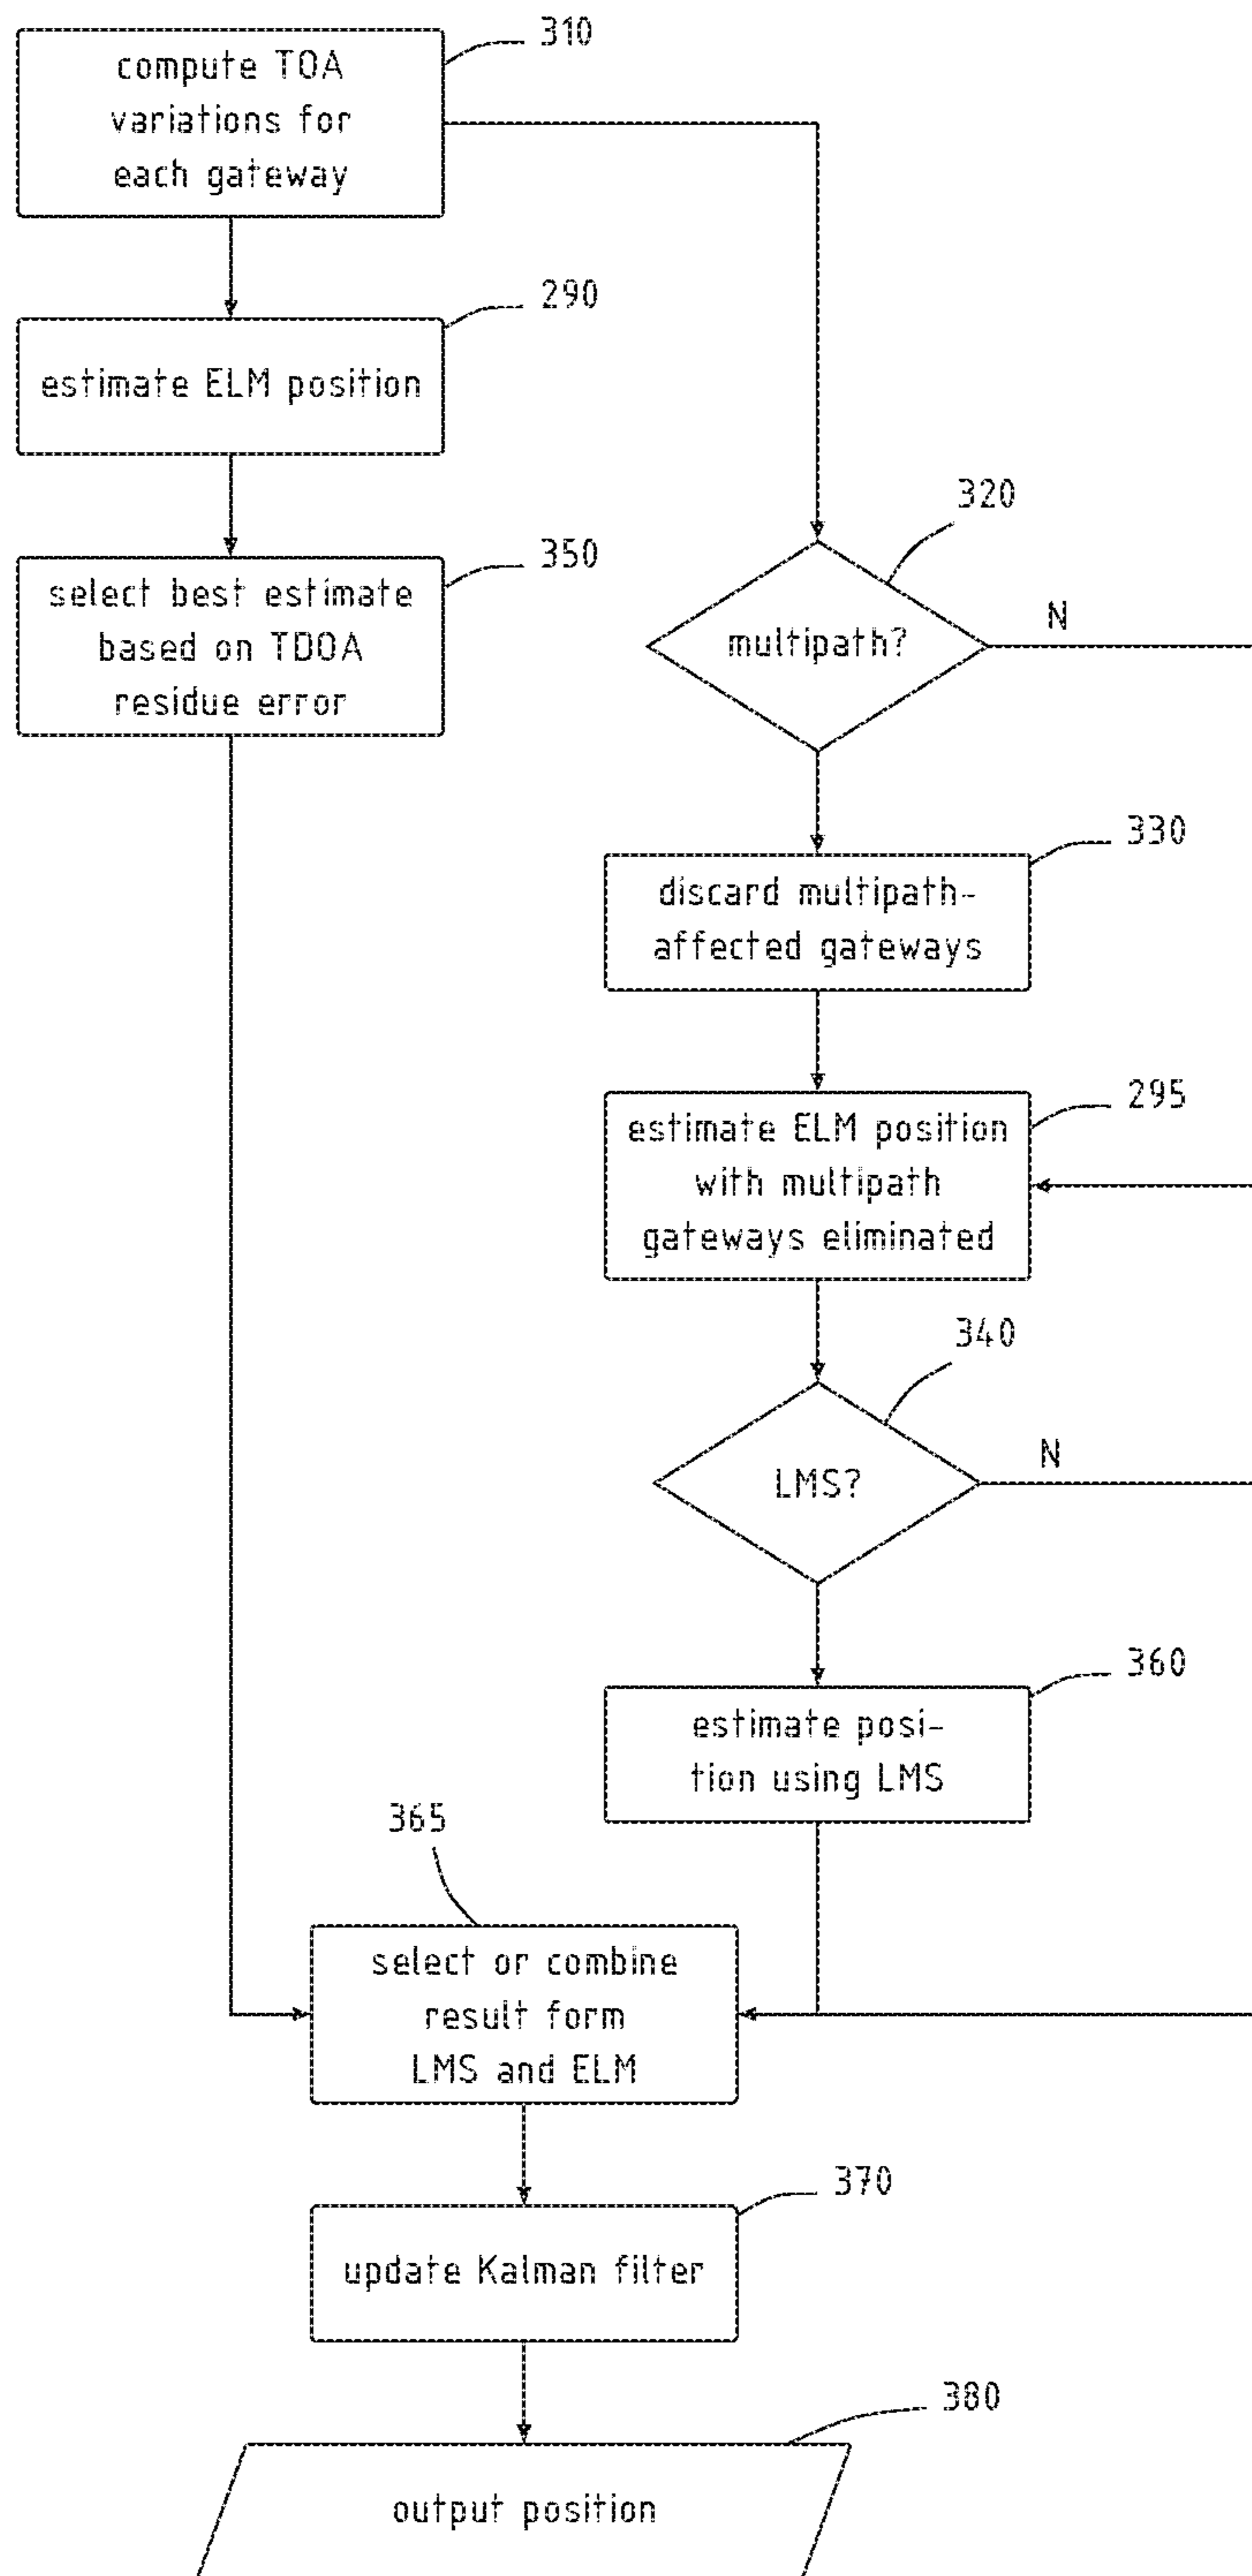 310
compute TOA
variations for
each gateway
290
estimate ELM position
350
select best estimate
based on TDOA
residue error
320
multipath?
N
330
discard multipath-
affected gateways
295
estimate ELM position
with multipath
gateways eliminated
340
LMS?
N
360
estimate posi-
tion using LMS
365
select or combine
result form
LMS and ELM
370
update Kalman filter
380
output position